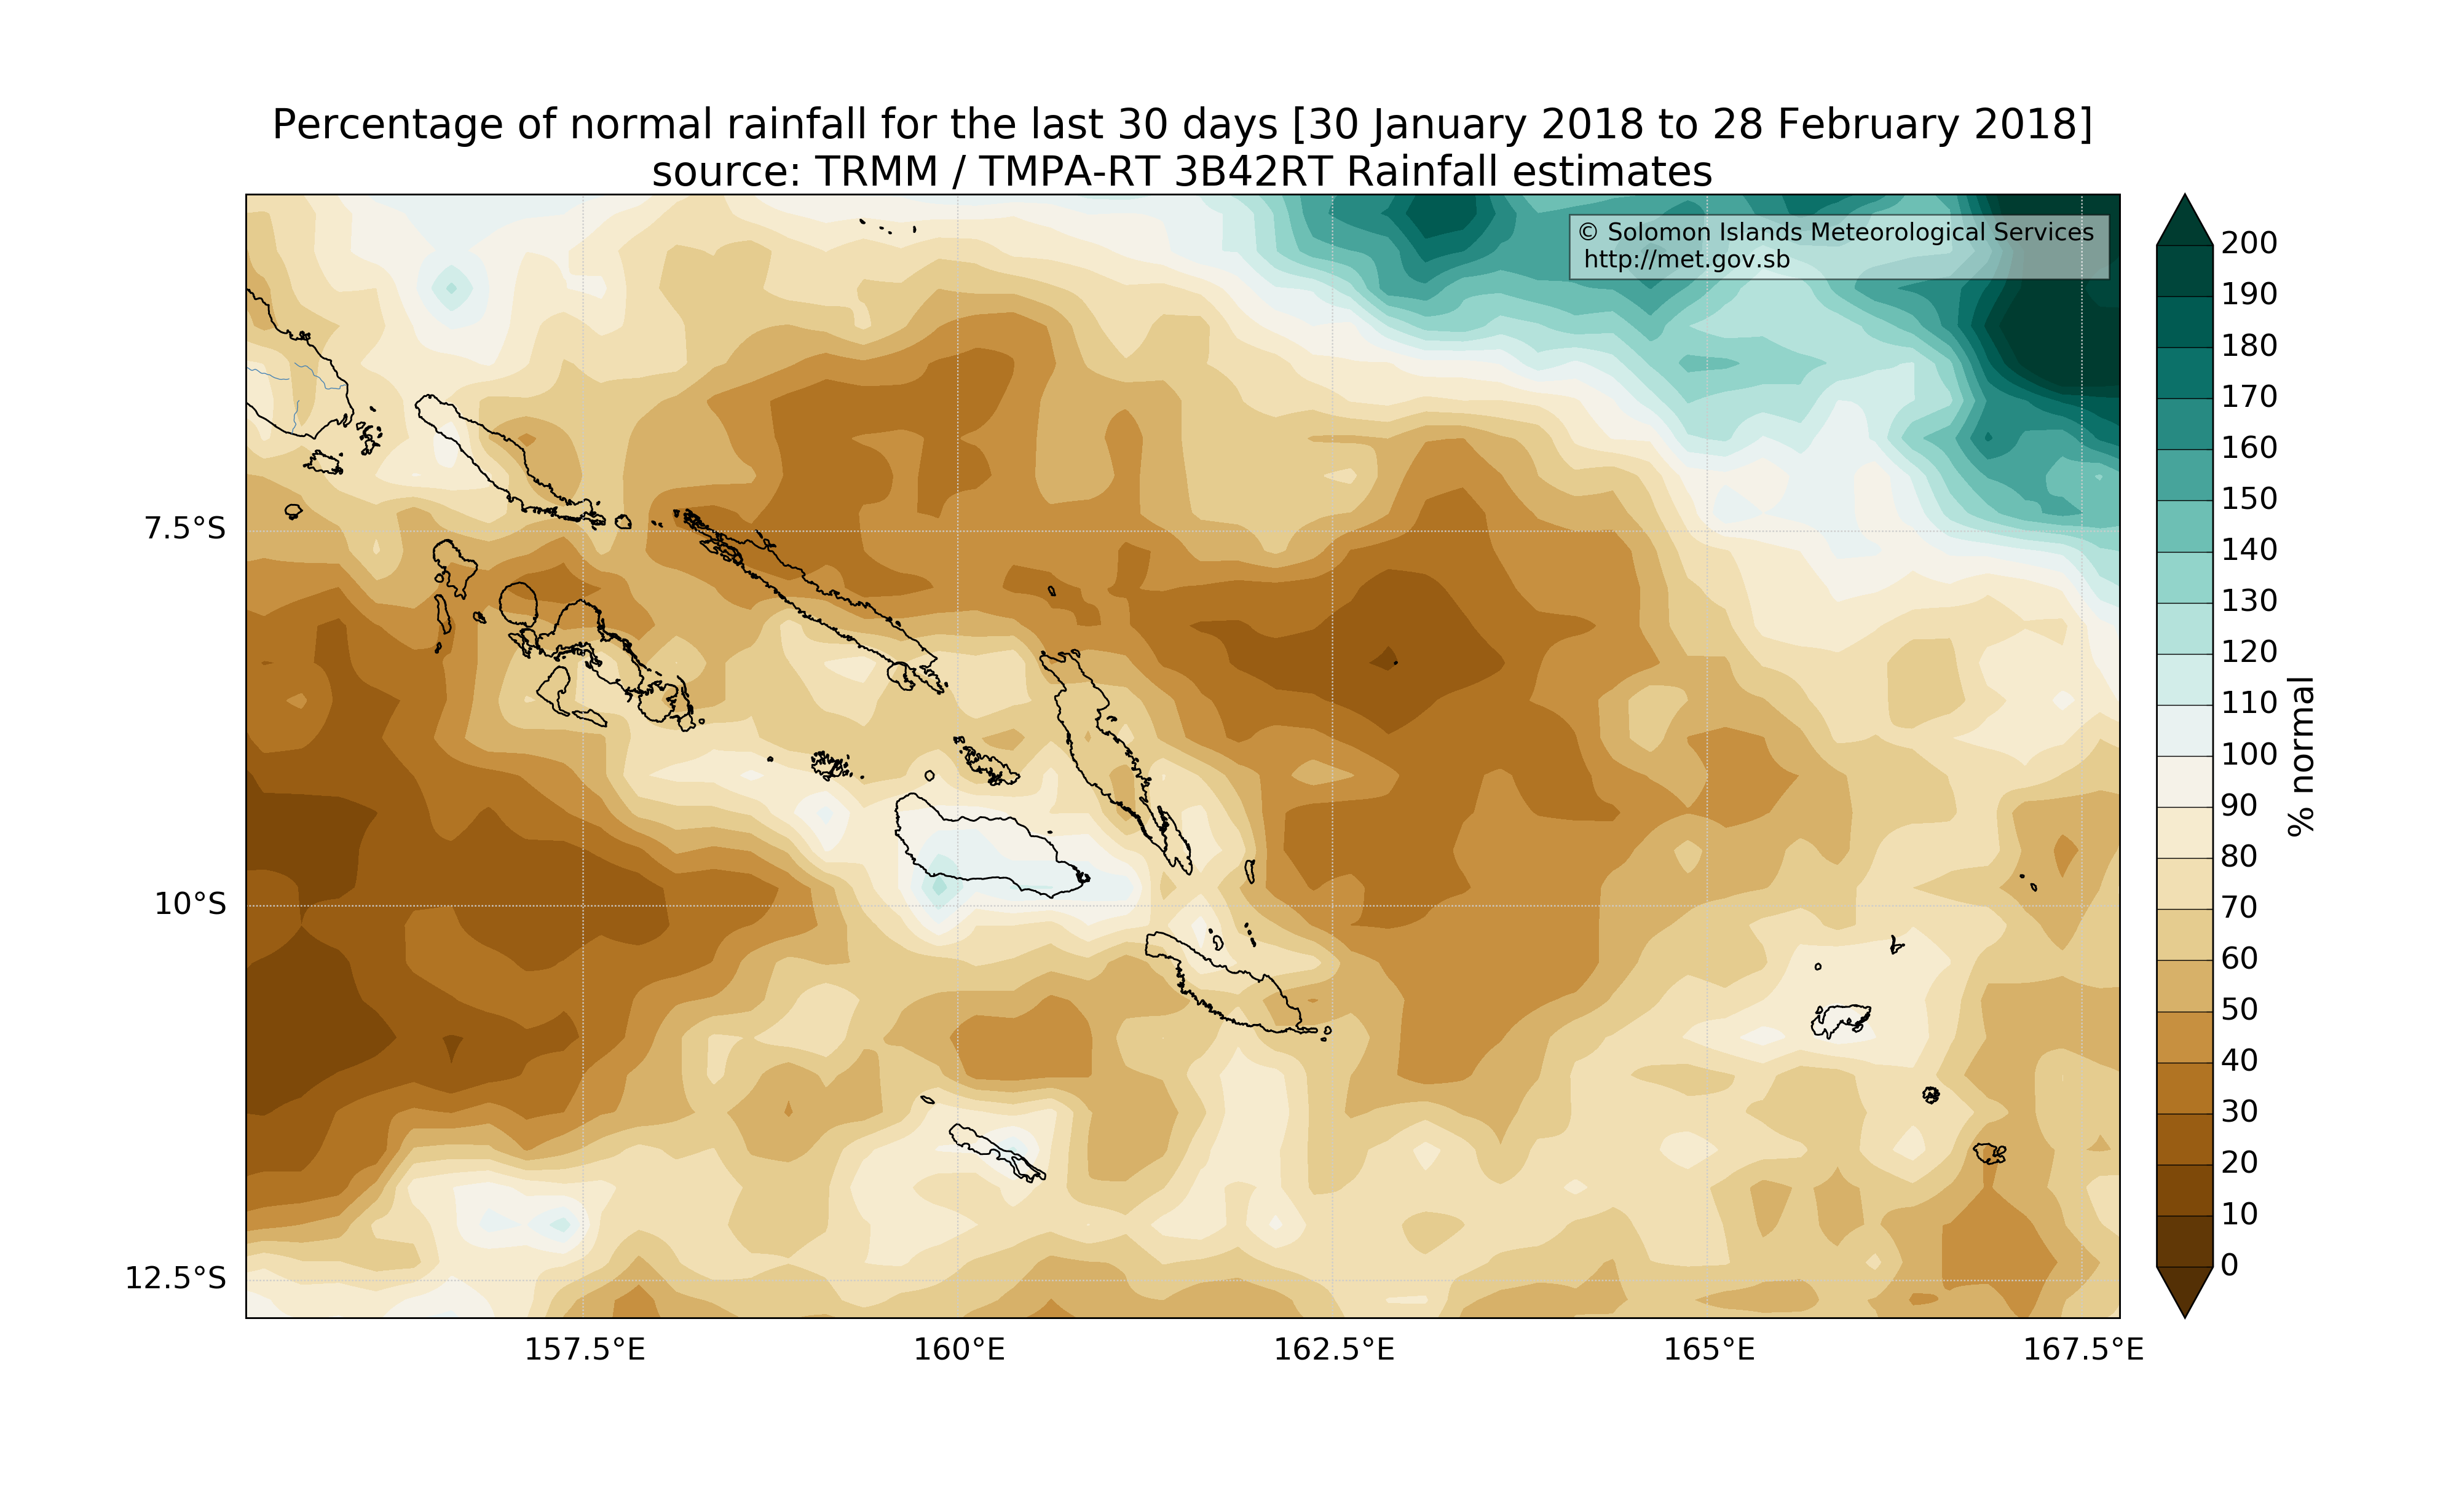 Percentage of normal rainfall for the last 30 days [30 January 2018 to 28 February 2018]
source: TRMM / TMPA-RT 3B42RT Rainfall estimates
© Solomon Islands Meteorological Services
http://met.gov.sb
7.5°S
10°S
12.5°S
157.5°E
160°E
162.5°E
165°E
167.5°E
200
190
180
170
160
150
140
130
120
110
100
90
80
70
60
50
40
30
20
10
0
% normal